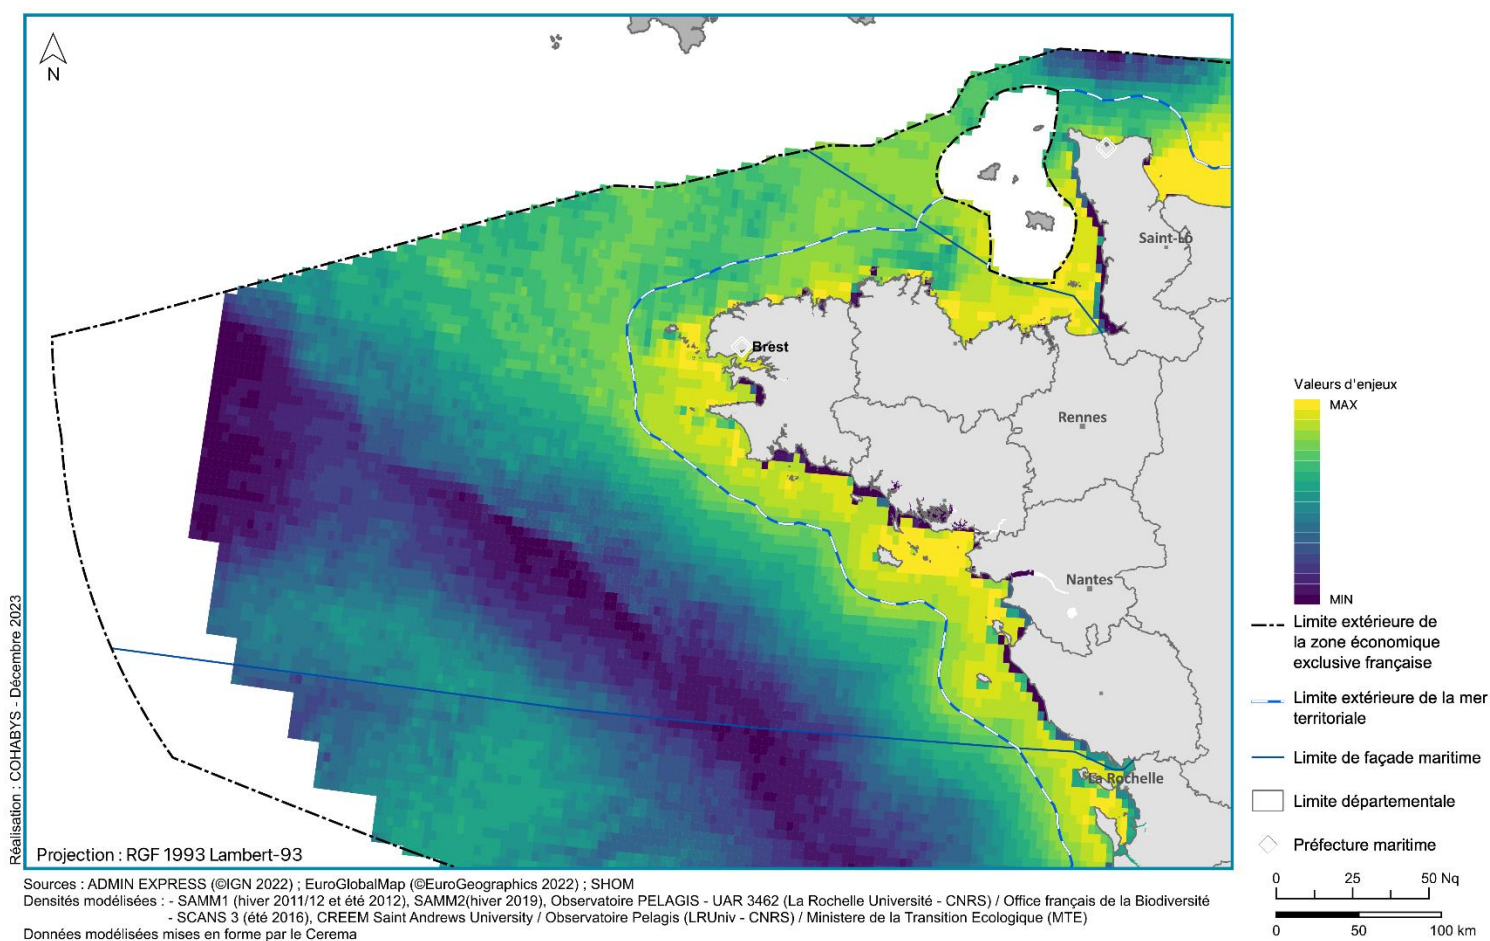 N
Saint-Lô
Brest
Rennes
Nantes
La Rochelle
Réalisation : COHABYS - Décembre 2023
Projection : RGF 1993 Lambert-93
Valeurs d'enjeux
MAX
MIN
Limite extérieure de
la zone économique
exclusive française
Limite extérieure de la mer
territoriale
Limite de façade maritime
Limite départementale
Préfecture maritime
0 25 50 Nq
0 50 100 km
Sources : ADMIN EXPRESS (©IGN 2022) ; EuroGlobalMap (©EuroGeographics 2022) ; SHOM
Densités modélisées : - SAMM1 (hiver 2011/12 et été 2012), SAMM2(hiver 2019), Observatoire PELAGIS - UAR 3462 (La Rochelle Université - CNRS) / Office français de la Biodiversité
- SCANS 3 (été 2016), CREEM Saint Andrews University / Observatoire Pelagis (LRUniv - CNRS) / Ministere de la Transition Ecologique (MTE)
Données modélisées mises en forme par le Cerema